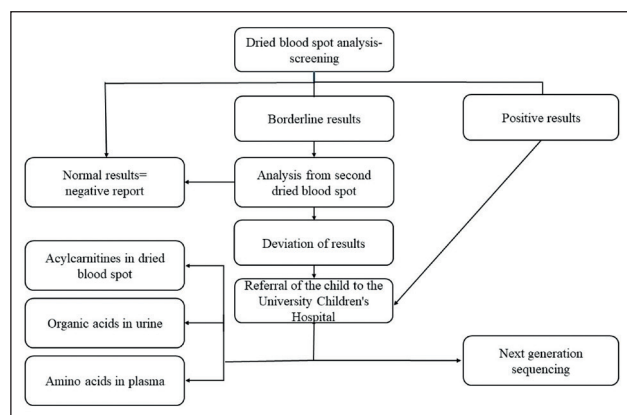 Dried blood spot analysis-
screening
Borderline results
Positive results
Normal results=
negative report
Analysis from second
dried blood spot
Deviation of results
Acylcarnitines in dried
blood spot
Referral of the child to the
University Children's
Hospital
Organic acids in urine
Next generation
sequencing
Amino acids in plasma